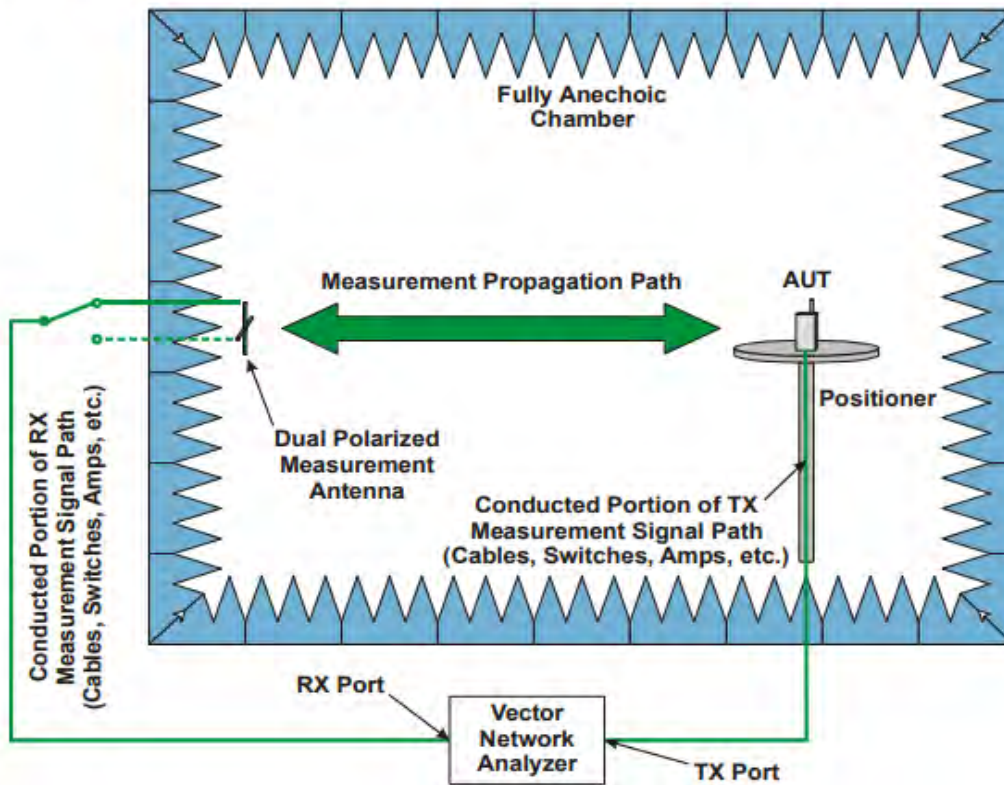 Fully Anechoic
Chamber
Measurement Propagation Path
AUT
Positioner
Dual Polarized
Measurement
Antenna
Conducted Portion of TX
Measurement Signal Path
(Cables, Switches, Amps, etc.)
Conducted Portion of RX
Measurement Signal Path
(Cables, Switches, Amps, etc.)
RX Port
Vector
Network
Analyzer
TX Port